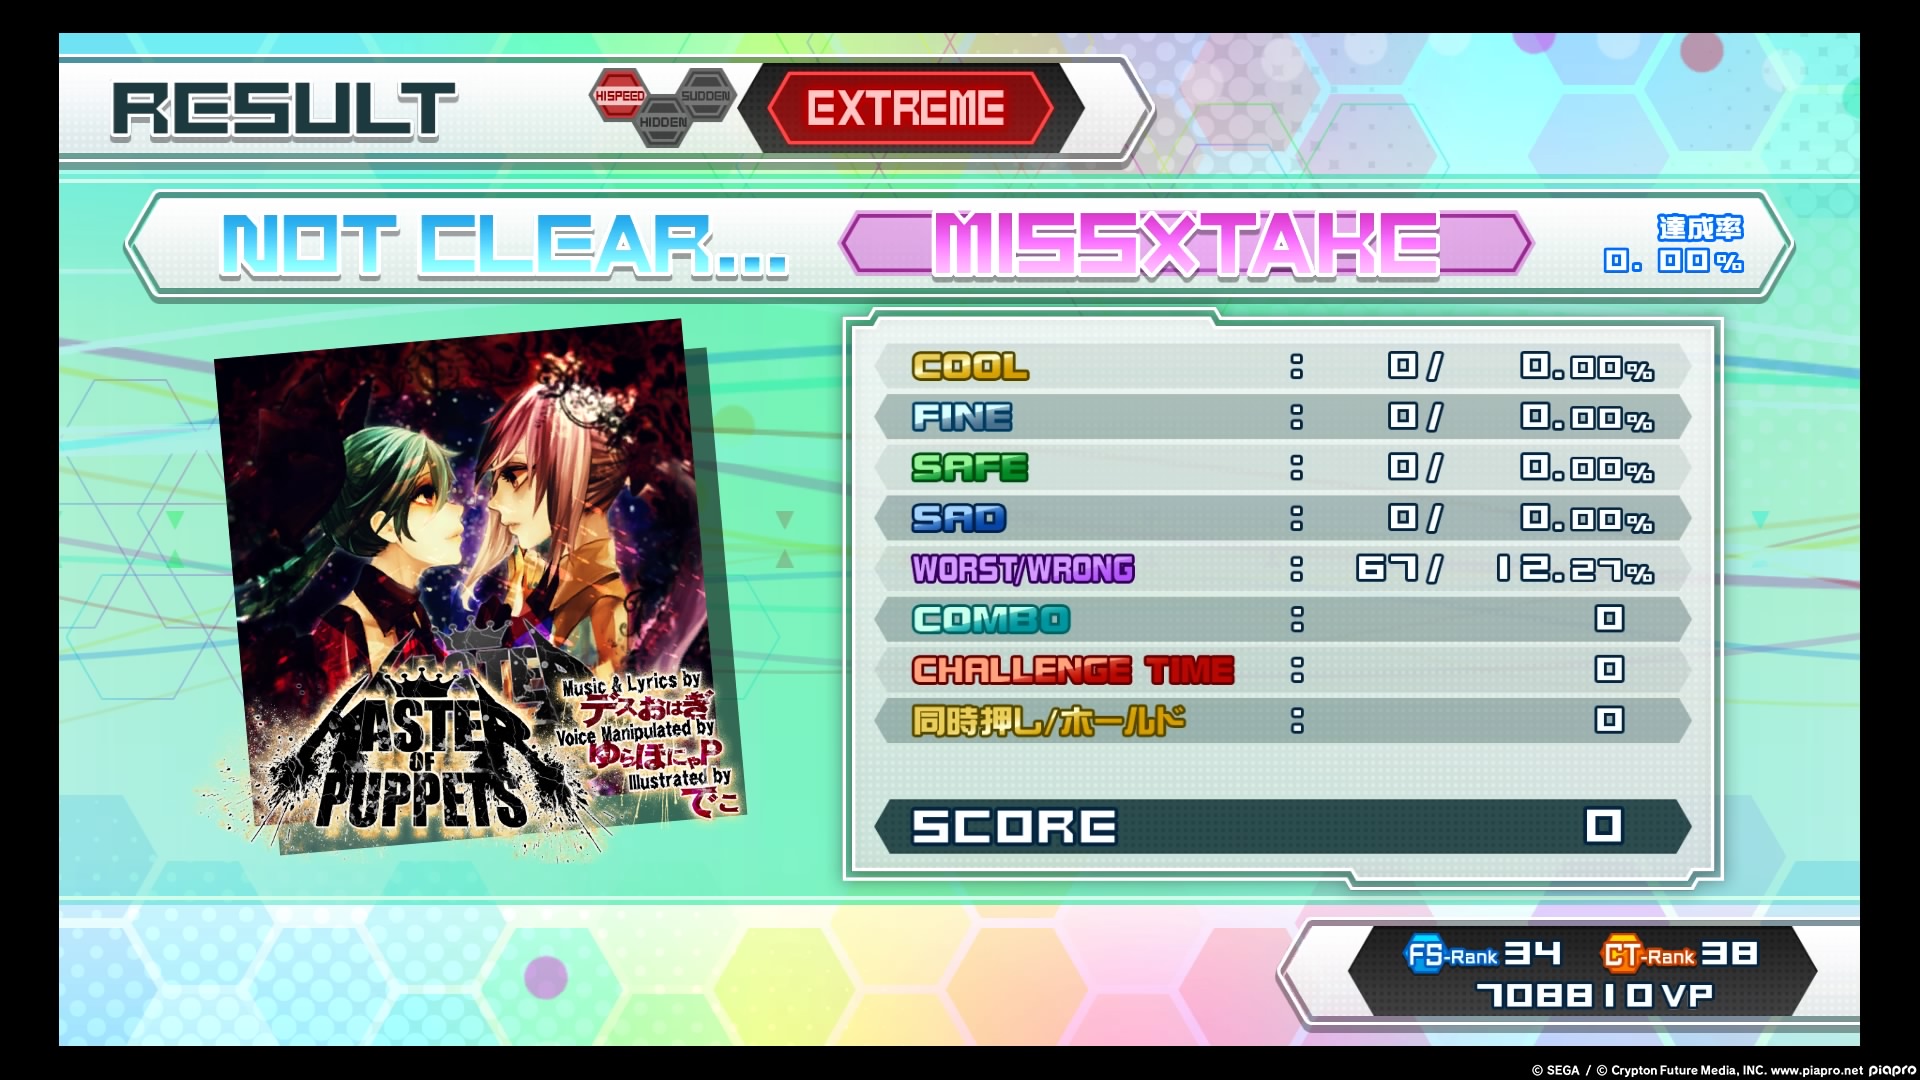 RESULT
HISPEED
SUDDEN
HIDDEN
EXTREME
NOT CLEAR...
MISS×TAKE
達成率
0.00%
COOL : 0/ 0.00%
FINE : 0/ 0.00%
SAFE : 0/ 0.00%
SAD : 0/ 0.00%
WORST/WRONG : 67/ 12.27%
COMBO : 0
CHALLENGE TIME : 0
同時押し/ホールド : 0
SCORE 0
MASTER
OF
PUPPETS
Music & Lyrics by
デスおはぎ
Voice Manipulated by
ゆらほにゃP
Illustrated by
でこ
FS-Rank 34 CT-Rank 38
708810VP
© SEGA / © Crypton Future Media, INC. www.piapro.net piapro